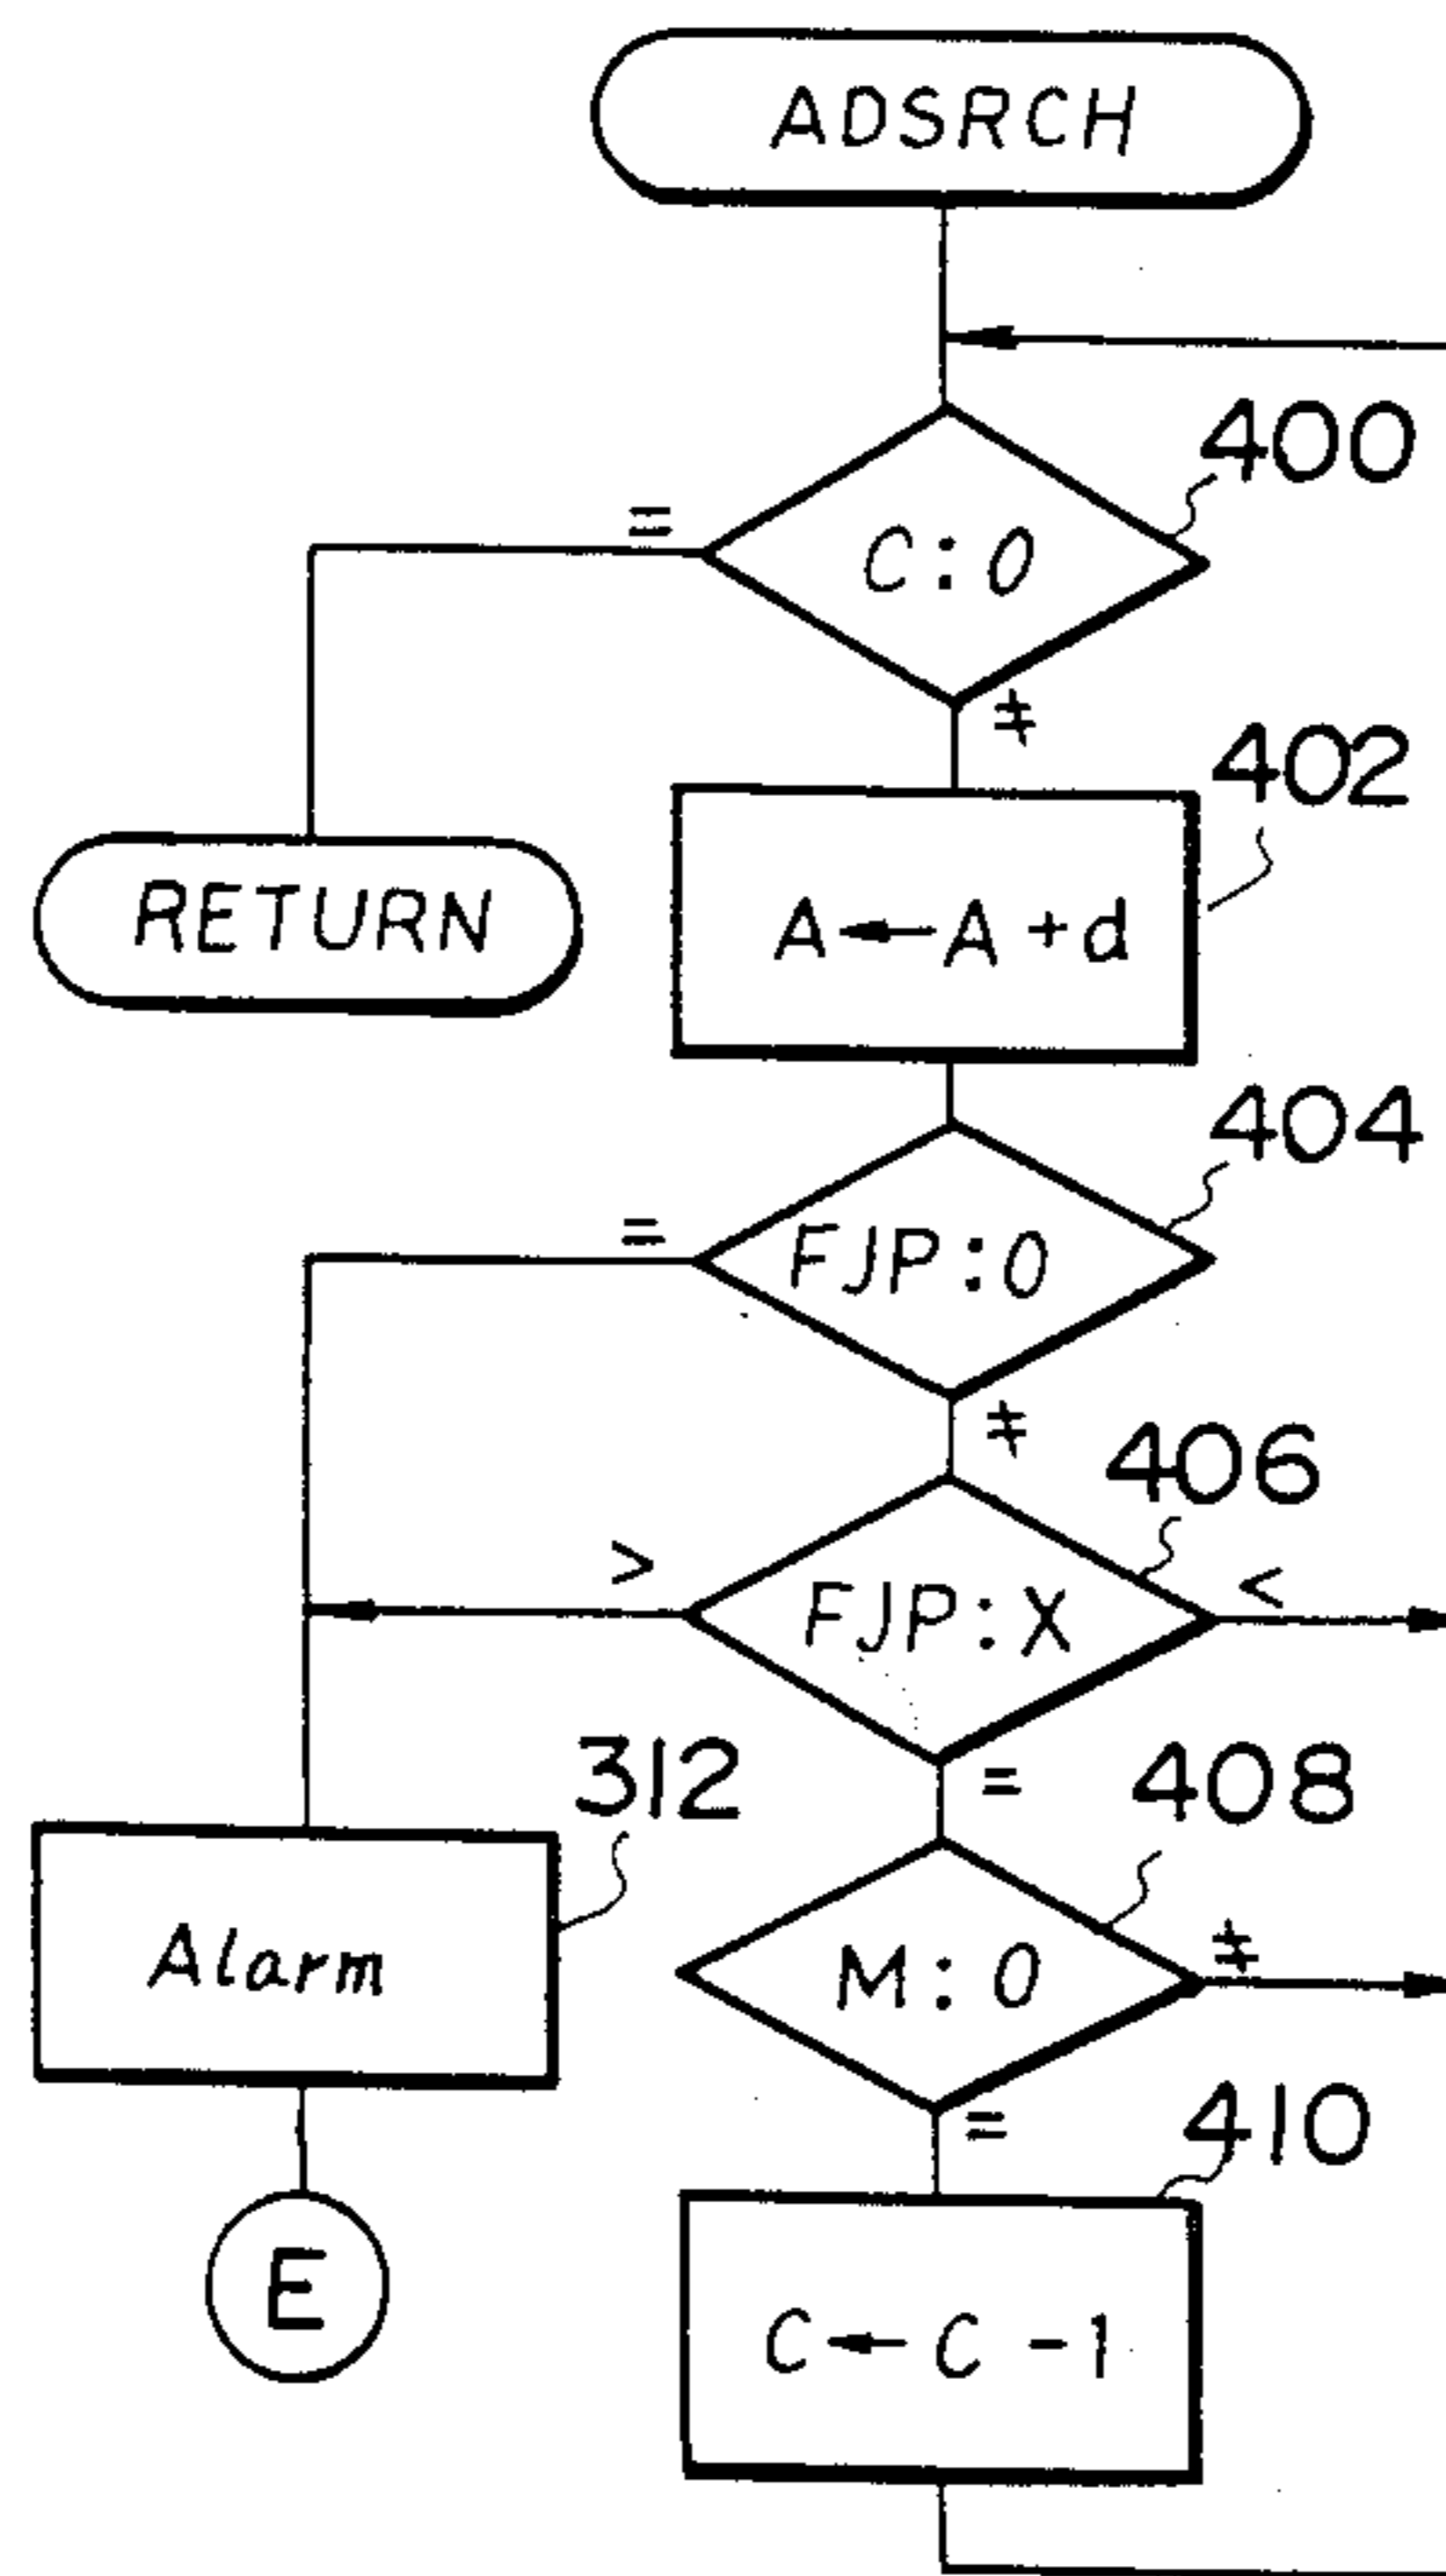 ADSRCH
400
=
C:0
≠
402
A←A+d
RETURN
404
=
FJP:0
≠
406
>
<
FJP:X
=
312
408
≠
M:0
Alarm
=
410
E
C←C-1